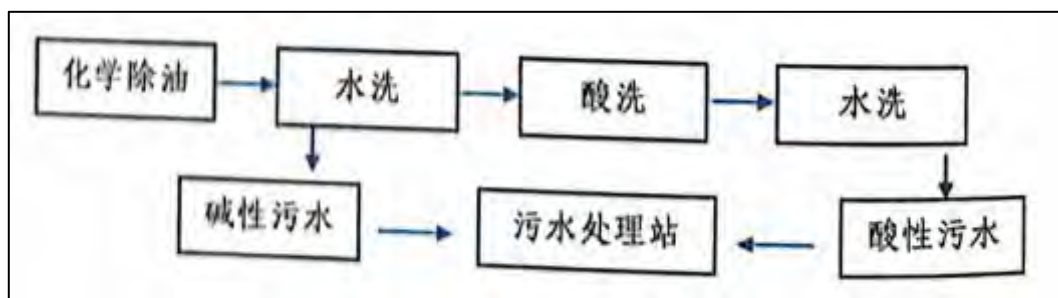 化学除油
水洗
酸洗
水洗
碱性污水
污水处理站
酸性污水